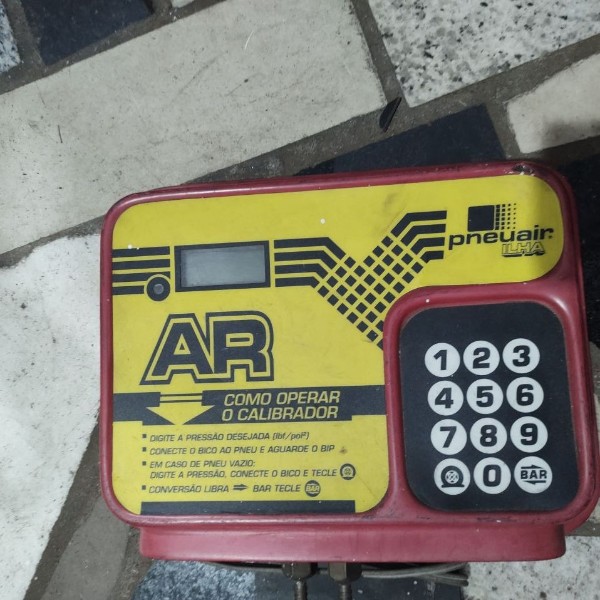 pneuair
ILHA
AR
COMO OPERAR
O CALIBRADOR
DIGITE A PRESSÃO DESEJADA (lbf/pol²)
CONECTE O BICO AO PNEU E AGUARDE O BIP
EM CASO DE PNEU VAZIO:
DIGITE A PRESSÃO, CONECTE O BICO E TECLE
CONVERSÃO LIBRA ⇒ BAR TECLE BAR
1 2 3
4 5 6
7 8 9
0 BAR